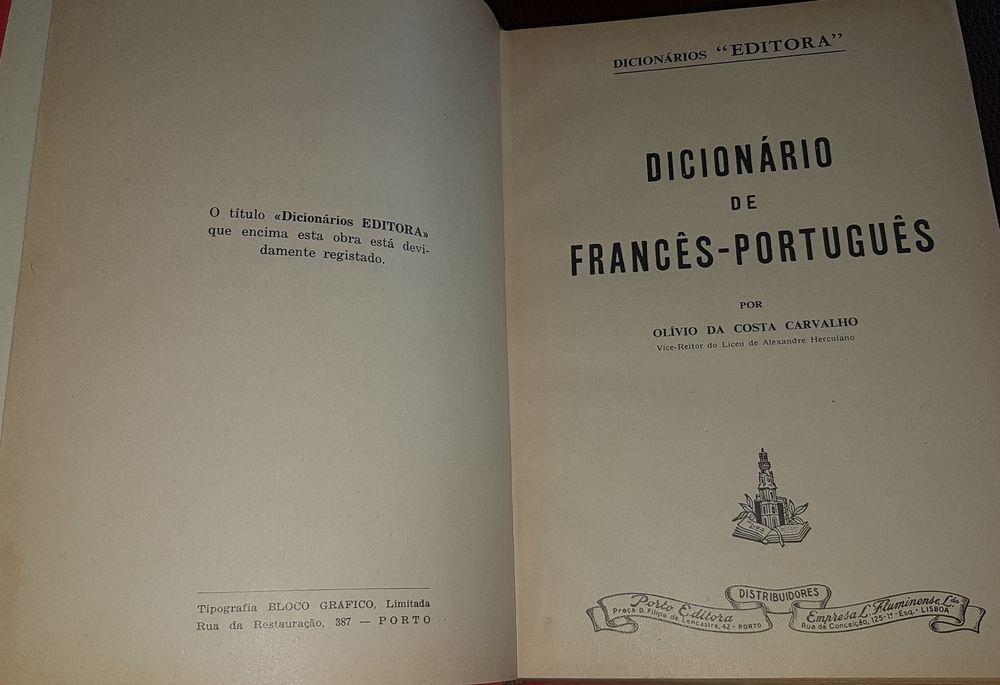 O título «Dicionários EDITORA»
que encima esta obra está devi-
damente registado.
Tipografia BLOCO GRÁFICO, Limitada
Rua da Restauração, 387 — PORTO
DICIONÁRIOS “EDITORA”
DICIONÁRIO
DE
FRANCÊS-PORTUGUÊS
POR
OLÍVIO DA COSTA CARVALHO
Vice-Reitor do Liceu de Alexandre Herculano
DISTRIBUIDORES
Porto Editora
Praça D. Filipa de Lencastre, 42 - PORTO
Empresa L. Fluminense, L.da
Rua da Conceição, 125-1º-Esq. - LISBOA